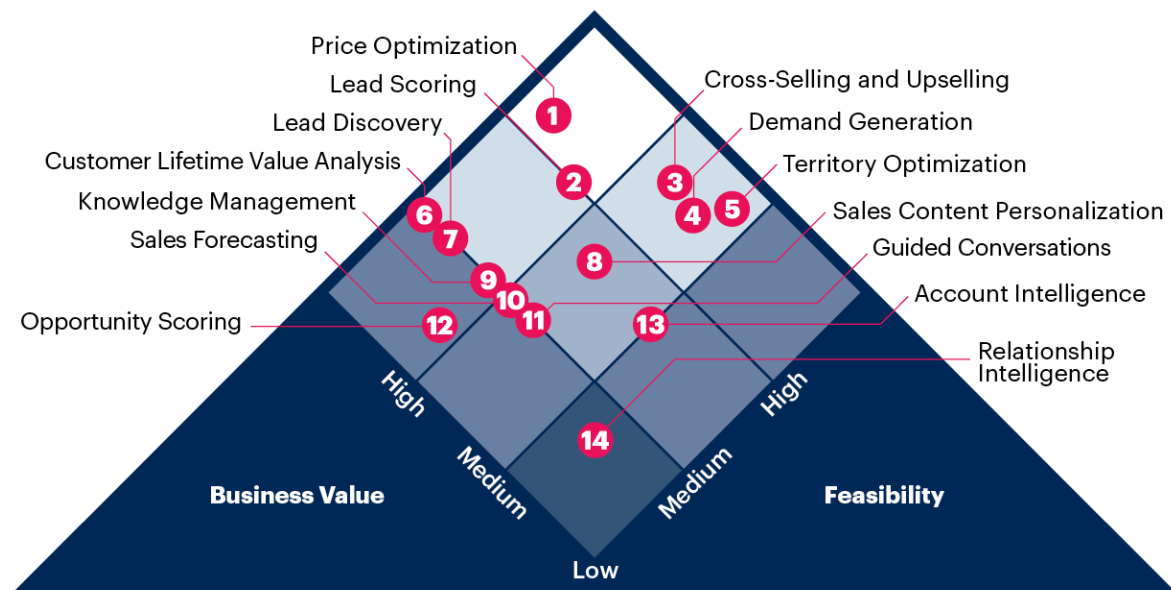 Price Optimization
Lead Scoring
Lead Discovery
Customer Lifetime Value Analysis
Knowledge Management
Sales Forecasting
Opportunity Scoring
Cross-Selling and Upselling
Demand Generation
Territory Optimization
Sales Content Personalization
Guided Conversations
Account Intelligence
Relationship
Intelligence
1
2
3
4
5
6
7
8
9
10
11
12
13
14
High
Medium
Low
Medium
High
Business Value
Feasibility